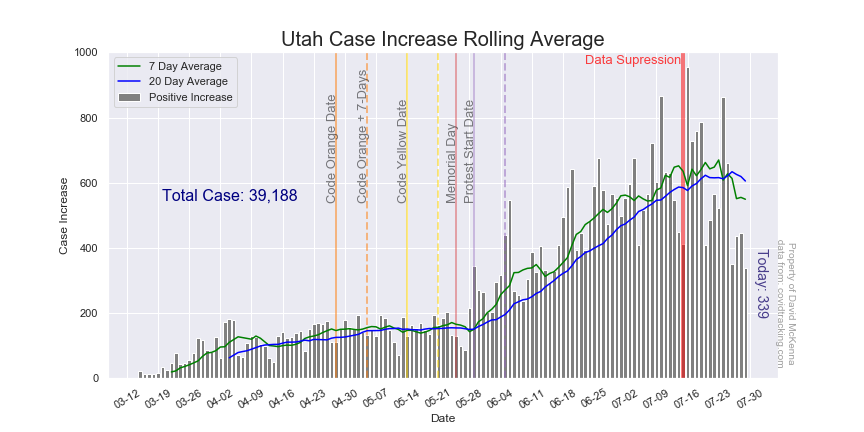 Utah Case Increase Rolling Average
1000
800
600
400
200
0
Case Increase
7 Day Average
20 Day Average
Positive Increase
Total Case: 39,188
Code Orange Date
Code Orange + 7-Days
Code Yellow Date
Memorial Day
Protest Start Date
Data Supression
Today: 339
Property of David McKenna
data from: covdtracking.com
03-12
03-19
03-26
04-02
04-09
04-16
04-23
04-30
05-07
05-14
05-21
05-28
06-04
06-11
06-18
06-25
07-02
07-09
07-16
07-23
07-30
Date